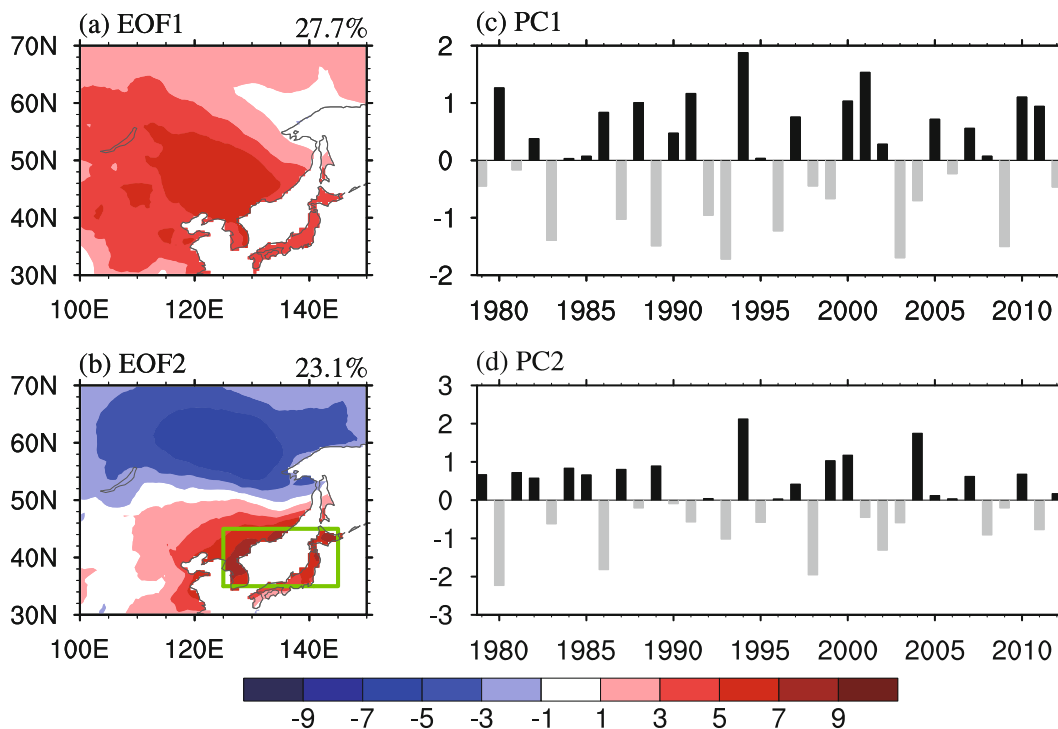 (a) EOF1 27.7%
70N
60N
50N
40N
30N
100E 120E 140E
(c) PC1
2
1
0
-1
-2
1980 1985 1990 1995 2000 2005 2010
(b) EOF2 23.1%
70N
60N
50N
40N
30N
100E 120E 140E
(d) PC2
3
2
1
0
-1
-2
-3
1980 1985 1990 1995 2000 2005 2010
-9 -7 -5 -3 -1 1 3 5 7 9